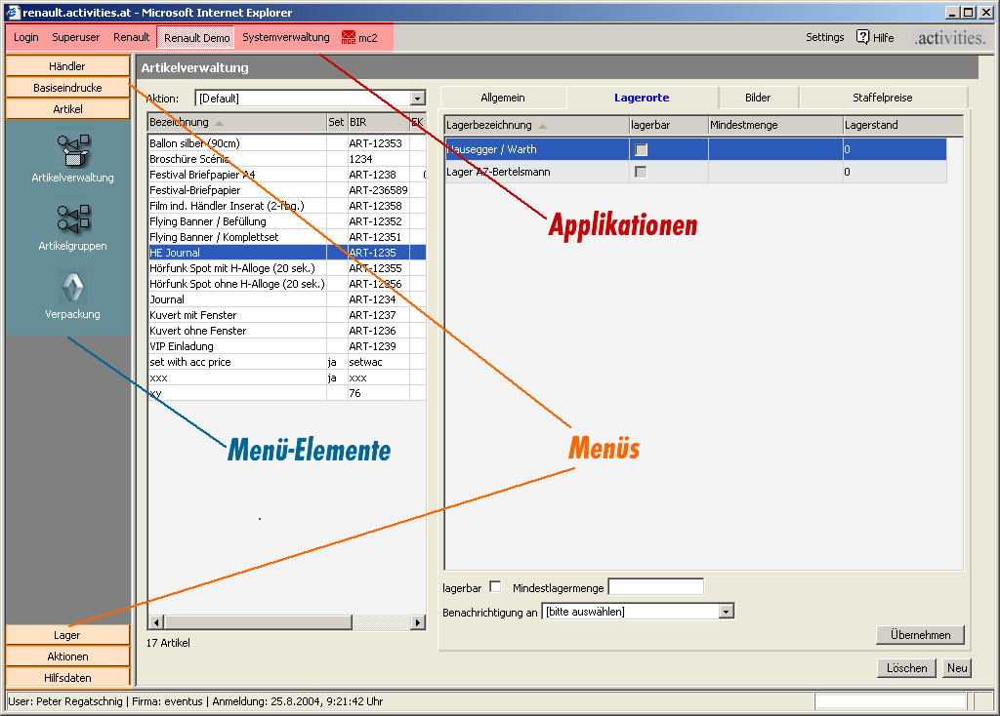 renault.activities.at - Microsoft Internet Explorer
Login Superuser Renault Renault Demo Systemverwaltung mc2 Settings Hilfe .activities.
Händler
Basiseindrucke
Artikel
Artikelverwaltung
Artikelgruppen
Verpackung
Lager
Aktionen
Hilfsdaten
Artikelverwaltung
Aktion: [Default]
Bezeichnung Set BIR EK
Ballon silber (90cm) ART-12353
Broschüre Scénic 1234
Festival Briefpapier A4 ART-1238
Festival-Briefpapier ART-236589
Film ind. Händler Inserat (2-fbg.) ART-12358
Flying Banner / Befüllung ART-12352
Flying Banner / Komplettset ART-12351
HE Journal ART-1235
Hörfunk Spot mit H-Alloge (20 sek.) ART-12355
Hörfunk Spot ohne H-Alloge (20 sek.) ART-12356
Journal ART-1234
Kuvert mit Fenster ART-1237
Kuvert ohne Fenster ART-1236
VIP Einladung ART-1239
set with acc price ja setwac
xxx ja xxx
xy 76
17 Artikel
Allgemein Lagerorte Bilder Staffelpreise
Lagerbezeichnung lagerbar Mindestmenge Lagerstand
Hausegger / Warth 0
Lager AZ-Bertelsmann 0
Applikationen
Menü-Elemente
Menüs
lagerbar Mindestlagermenge
Benachrichtigung an [bitte auswählen]
Übernehmen
Löschen Neu
User: Peter Regatschnig | Firma: eventus | Anmeldung: 25.8.2004, 9:21:42 Uhr